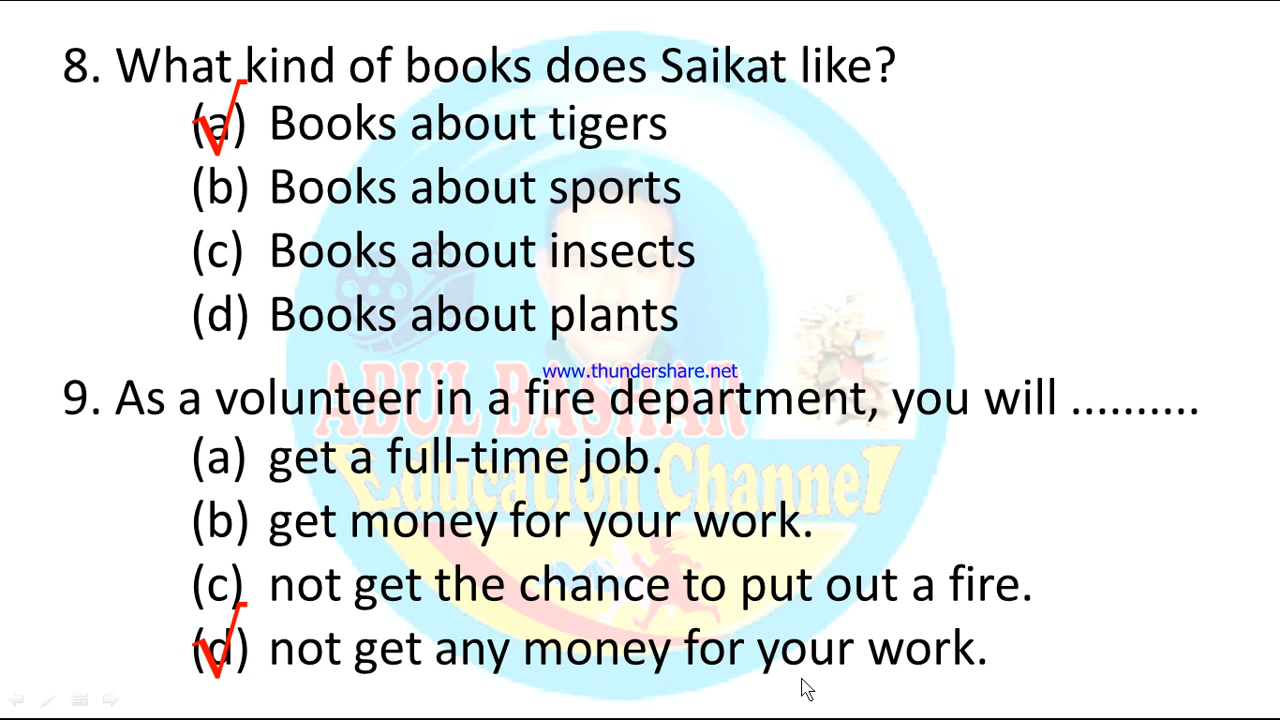 8. What kind of books does Saikat like?
(a) Books about tigers
(b) Books about sports
(c) Books about insects
(d) Books about plants
www.thundershare.net
9. As a volunteer in a fire department, you will ..........
ABUL BASHAR
(a) get a full-time job.
Education Channel
(b) get money for your work.
(c) not get the chance to put out a fire.
(d) not get any money for your work.